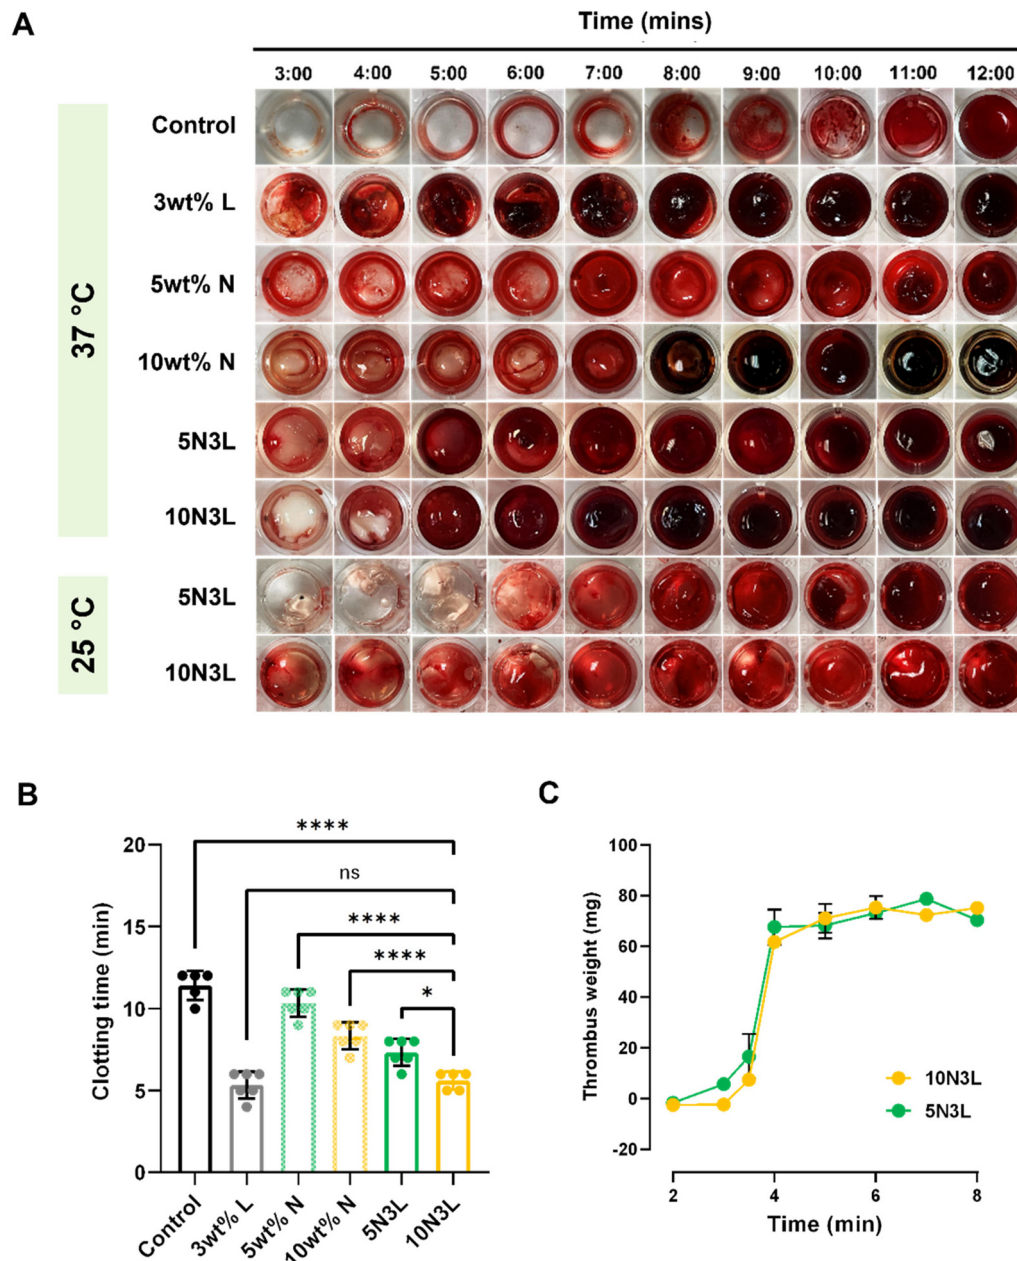 A
Time (mins)
3:00 4:00 5:00 6:00 7:00 8:00 9:00 10:00 11:00 12:00
37 °C
Control
3wt% L
5wt% N
10wt% N
5N3L
10N3L
25 °C
5N3L
10N3L
B
Clotting time (min)
20
15
10
5
0
****
ns
****
****
*
Control
3wt% L
5wt% N
10wt% N
5N3L
10N3L
C
Thrombus weight (mg)
100
80
60
40
20
0
-20
10N3L
5N3L
2 4 6 8
Time (min)